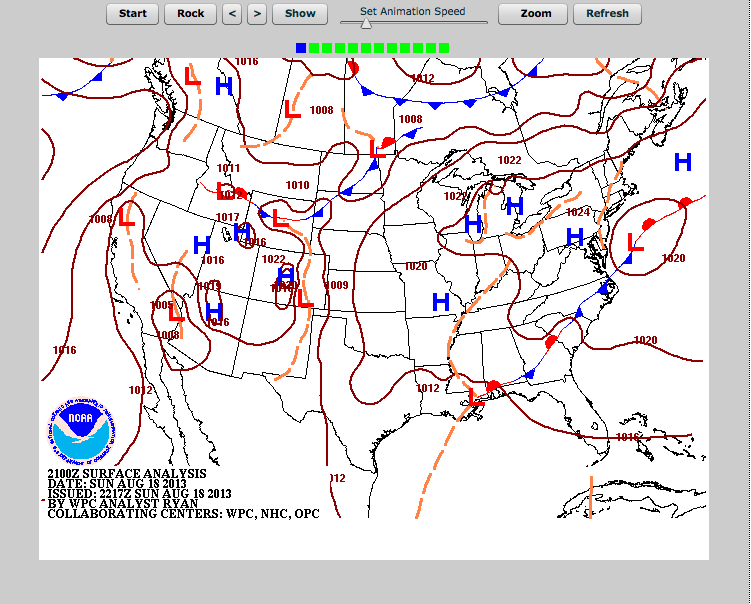 Start Rock < > Show Set Animation Speed Zoom Refresh
1016 L H 1012
L 1008 1008
L
1022 H
1011
1010
L 1012 1022 H
L 1008 1017 L H 1024
H H 1016 H L
1016 1022 1020 1020
H
1019 1009
1005 L H L H
1016
1008
1020
1016
1012 1012 L
1016
NOAA
1012
2100Z SURFACE ANALYSIS
DATE: SUN AUG 18 2013
ISSUED: 2217Z SUN AUG 18 2013
BY WPC ANALYST RYAN
COLLABORATING CENTERS: WPC, NHC, OPC